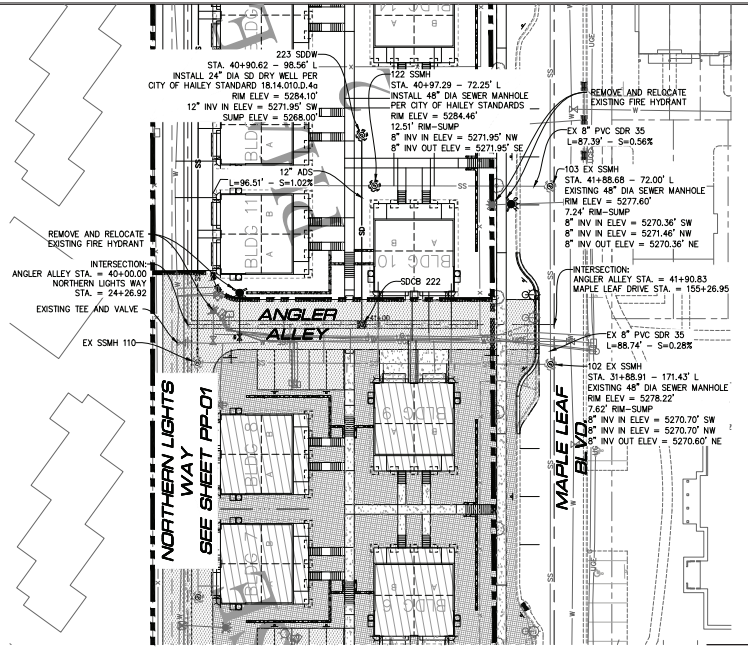 223 SDDW
STA. 40+90.62 - 98.56' L
INSTALL 24" DIA SD DRY WELL PER
CITY OF HAILEY STANDARD 18.14.010.D.4a
RIM ELEV = 5284.10'
12" INV IN ELEV = 5271.95' SW
SUMP ELEV = 5268.00'
122 SSMH
STA. 40+97.29 - 72.25' L
INSTALL 48" DIA SEWER MANHOLE
PER CITY OF HAILEY STANDARDS
RIM ELEV = 5284.46'
12.51' RIM-SUMP
8" INV IN ELEV = 5271.95' NW
8" INV OUT ELEV = 5271.95' SE
REMOVE AND RELOCATE
EXISTING FIRE HYDRANT
EX 8" PVC SDR 35
L=87.39' - S=0.56%
12" ADS
L=96.51' - S=1.02%
103 EX SSMH
STA. 41+88.68 - 72.00' L
EXISTING 48" DIA SEWER MANHOLE
RIM ELEV = 5277.60'
7.24' RIM-SUMP
8" INV IN ELEV = 5270.36' SW
8" INV IN ELEV = 5271.46' NW
8" INV OUT ELEV = 5270.36' NE
BLDG 11
BLDG 10
A
B
REMOVE AND RELOCATE
EXISTING FIRE HYDRANT
INTERSECTION:
ANGLER ALLEY STA. = 40+00.00
NORTHERN LIGHTS WAY
STA. = 24+26.92
EXISTING TEE AND VALVE
EX SSMH 110
SDCB 222
SD
ANGLER
ALLEY
41+00
INTERSECTION:
ANGLER ALLEY STA. = 41+90.83
MAPLE LEAF DRIVE STA. = 155+26.95
EX 8" PVC SDR 35
L=88.74' - S=0.28%
102 EX SSMH
STA. 31+88.91 - 171.43' L
EXISTING 48" DIA SEWER MANHOLE
RIM ELEV = 5278.22'
7.62' RIM-SUMP
8" INV IN ELEV = 5270.70' SW
8" INV IN ELEV = 5270.70' NW
8" INV OUT ELEV = 5270.60' NE
NORTHERN LIGHTS
WAY
SEE SHEET PP-01
MAPLE LEAF
BLVD.
BLDG 9
BLDG 8
BLDG 7
BLDG 6
SS
UGE
W